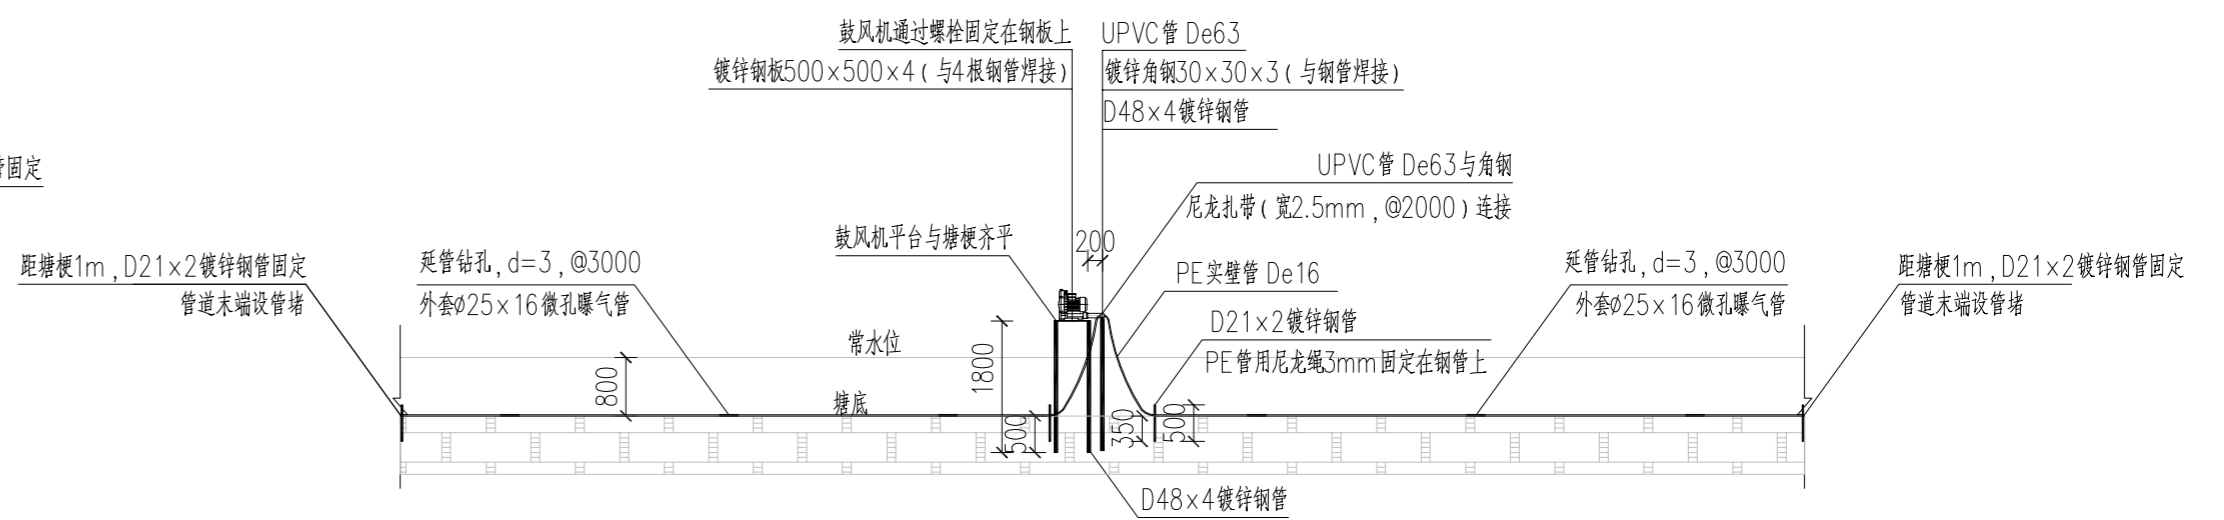 鼓风机通过螺栓固定在钢板上
镀锌钢板500×500×4(与4根钢管焊接)
UPVC管 De63
镀锌角钢30×30×3(与钢管焊接)
D48×4镀锌钢管
管固定
UPVC管 De63与角钢
尼龙扎带(宽2.5mm,@2000)连接
鼓风机平台与塘梗齐平
200
距塘梗1m,D21×2镀锌钢管固定
管道末端设管堵
延管钻孔,d=3,@3000
外套ø25×16微孔曝气管
PE实壁管 De16
延管钻孔,d=3,@3000
外套ø25×16微孔曝气管
距塘梗1m,D21×2镀锌钢管固定
管道末端设管堵
D21×2镀锌钢管
PE管用尼龙绳3mm固定在钢管上
常水位
800
1800
塘底
500
350
500
D48×4镀锌钢管